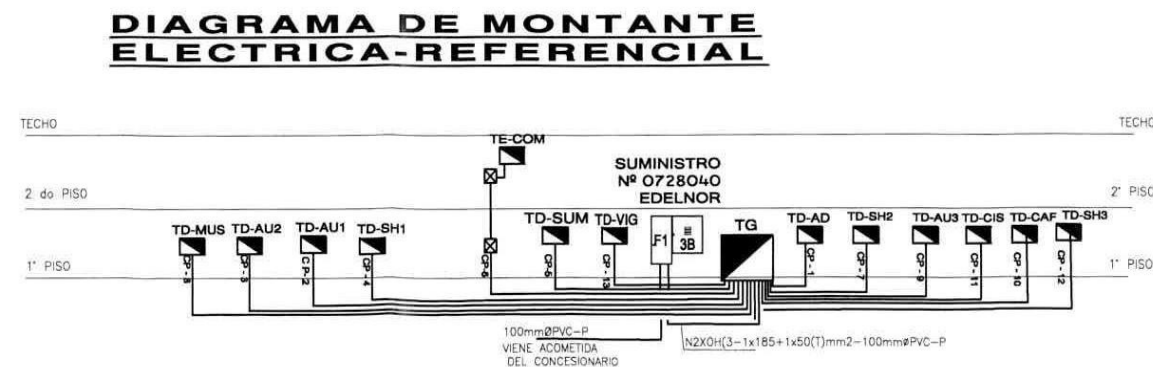 DIAGRAMA DE MONTANTE
ELECTRICA-REFERENCIAL
TECHO
TECHO
TE-COM
SUMINISTRO
Nº 0728040
EDELNOR
2 do PISO
2° PISO
TD-MUS
TD-AU2
TD-AU1
TD-SH1
TD-SUM
TD-VIG
F1
3B
TG
TD-AD
TD-SH2
TD-AU3
TD-CIS
TD-CAF
TD-SH3
CP-3
CP-2
CP-4
CP-13
CP-1
CP-7
CP-9
CP-11
CP-10
CP-12
1° PISO
1° PISO
100mmØPVC-P
VIENE ACOMETIDA
DEL CONCESIONARIO
N2XOH(3-1x185+1x50(T)mm2-100mmØPVC-P